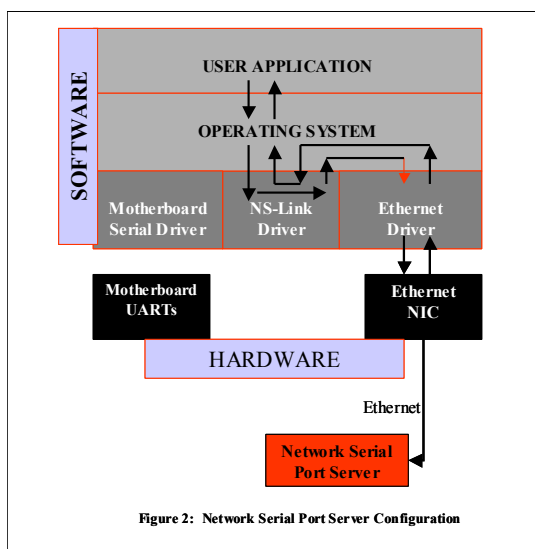 SOFTWARE
USER APPLICATION
OPERATING SYSTEM
Motherboard
Serial Driver
NS-Link
Driver
Ethernet
Driver
Motherboard
UARTs
Ethernet
NIC
HARDWARE
Ethernet
Network Serial
Port Server
Figure 2: Network Serial Port Server Configuration